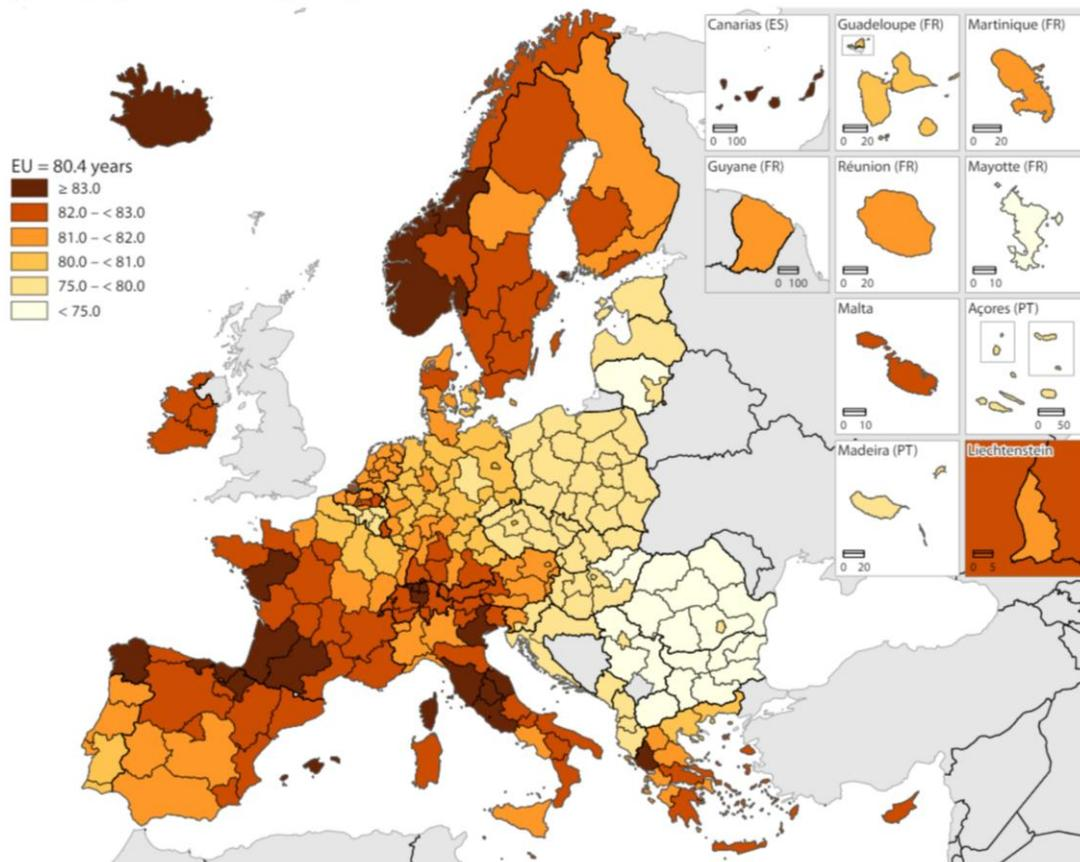 Canarias (ES)
0 100
Guadeloupe (FR)
0 20
Martinique (FR)
0 20
EU = 80.4 years
≥ 83.0
82.0 – < 83.0
81.0 – < 82.0
80.0 – < 81.0
75.0 – < 80.0
< 75.0
Guyane (FR)
0 100
Réunion (FR)
0 20
Mayotte (FR)
0 10
Malta
0 10
Açores (PT)
0 50
Madeira (PT)
0 20
Liechtenstein
0 5